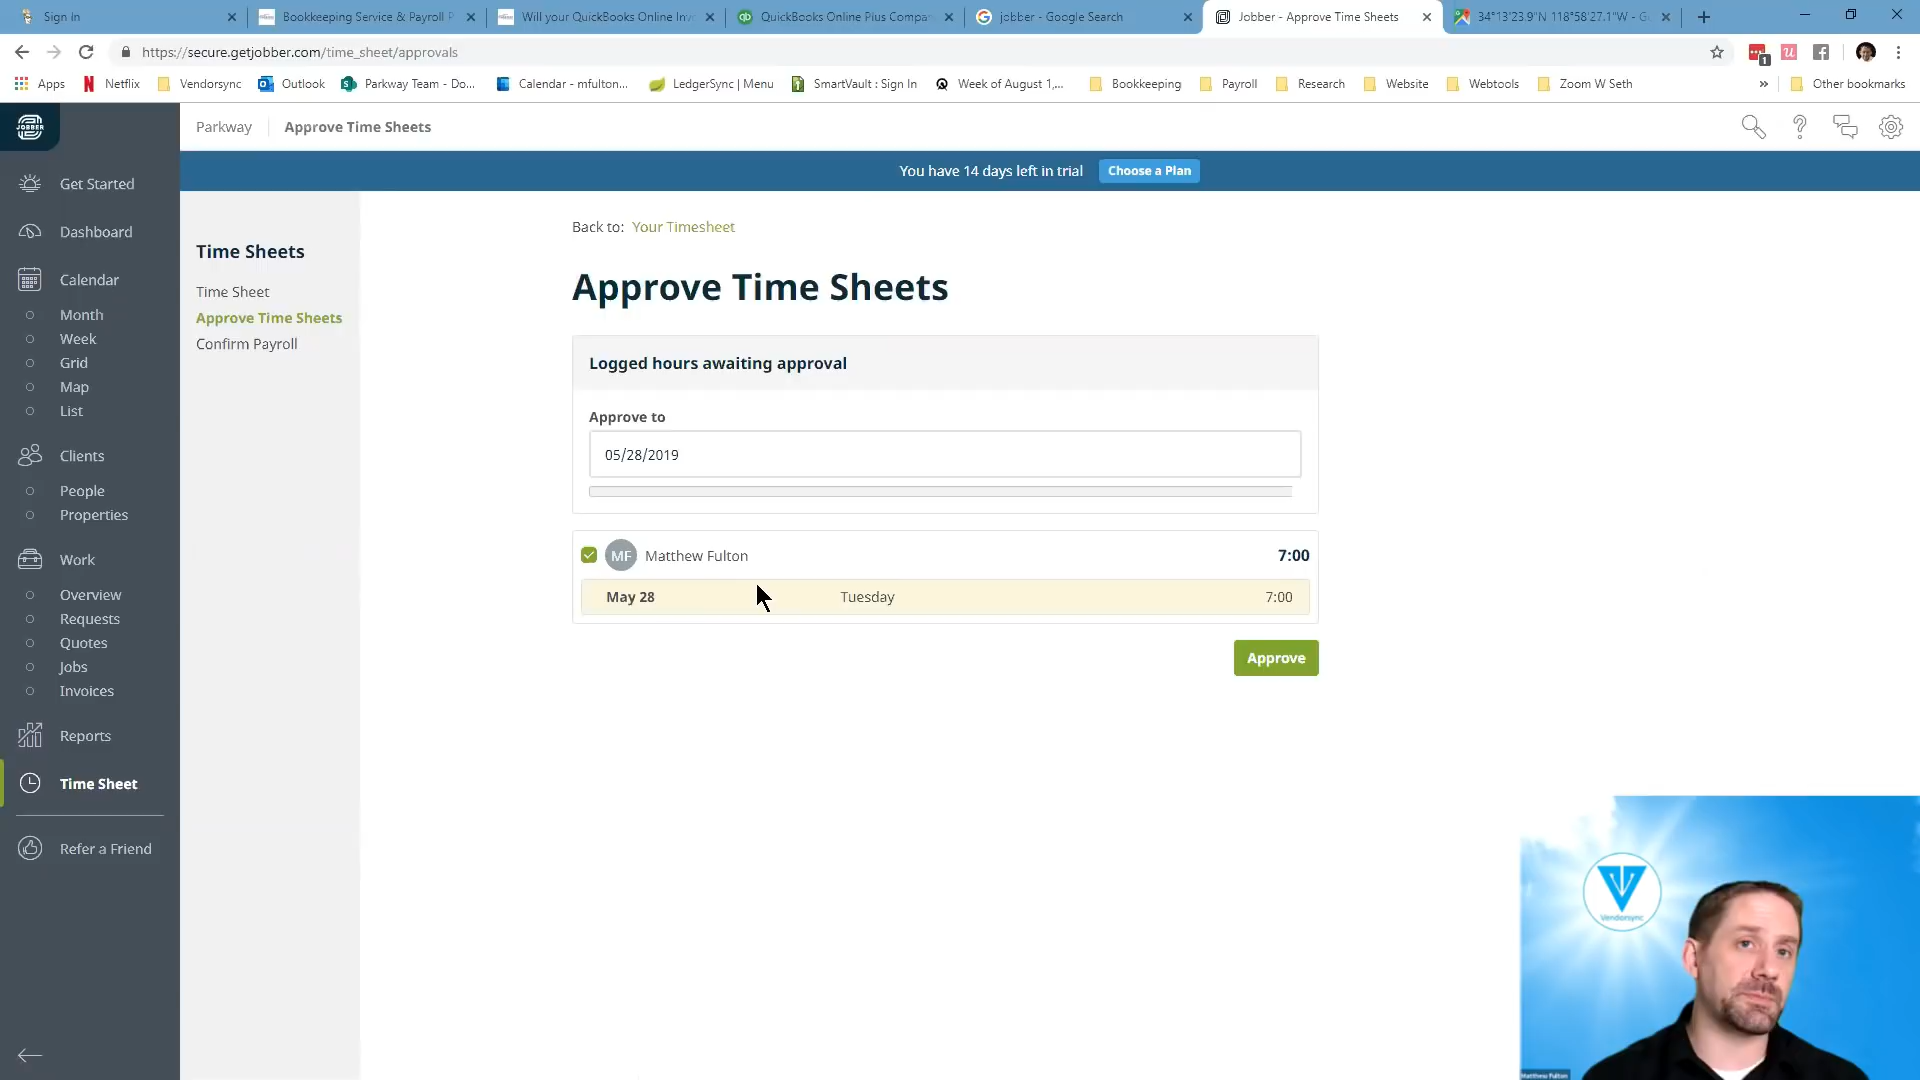 Sign In
Bookkeeping Service & Payroll P
Will your QuickBooks Online Inv
QuickBooks Online Plus Compa
jobber - Google Search
Jobber - Approve Time Sheets
34°13'23.9"N 118°58'27.1"W - G
https://secure.getjobber.com/time_sheet/approvals
1
Apps
Netflix
Vendorsync
Outlook
Parkway Team - Do...
Calendar - mfulton...
LedgerSync | Menu
SmartVault : Sign In
Week of August 1,...
Bookkeeping
Payroll
Research
Website
Webtools
Zoom W Seth
»
Other bookmarks
JOBBER
Parkway
Approve Time Sheets
You have 14 days left in trial
Choose a Plan
Get Started
Dashboard
Calendar
Month
Week
Grid
Map
List
Clients
People
Properties
Work
Overview
Requests
Quotes
Jobs
Invoices
Reports
Time Sheet
Refer a Friend
Time Sheets
Time Sheet
Approve Time Sheets
Confirm Payroll
Back to: Your Timesheet
Approve Time Sheets
Logged hours awaiting approval
Approve to
05/28/2019
MF Matthew Fulton 7:00
May 28 Tuesday 7:00
Approve
Vendorsync
Matthew Fulton